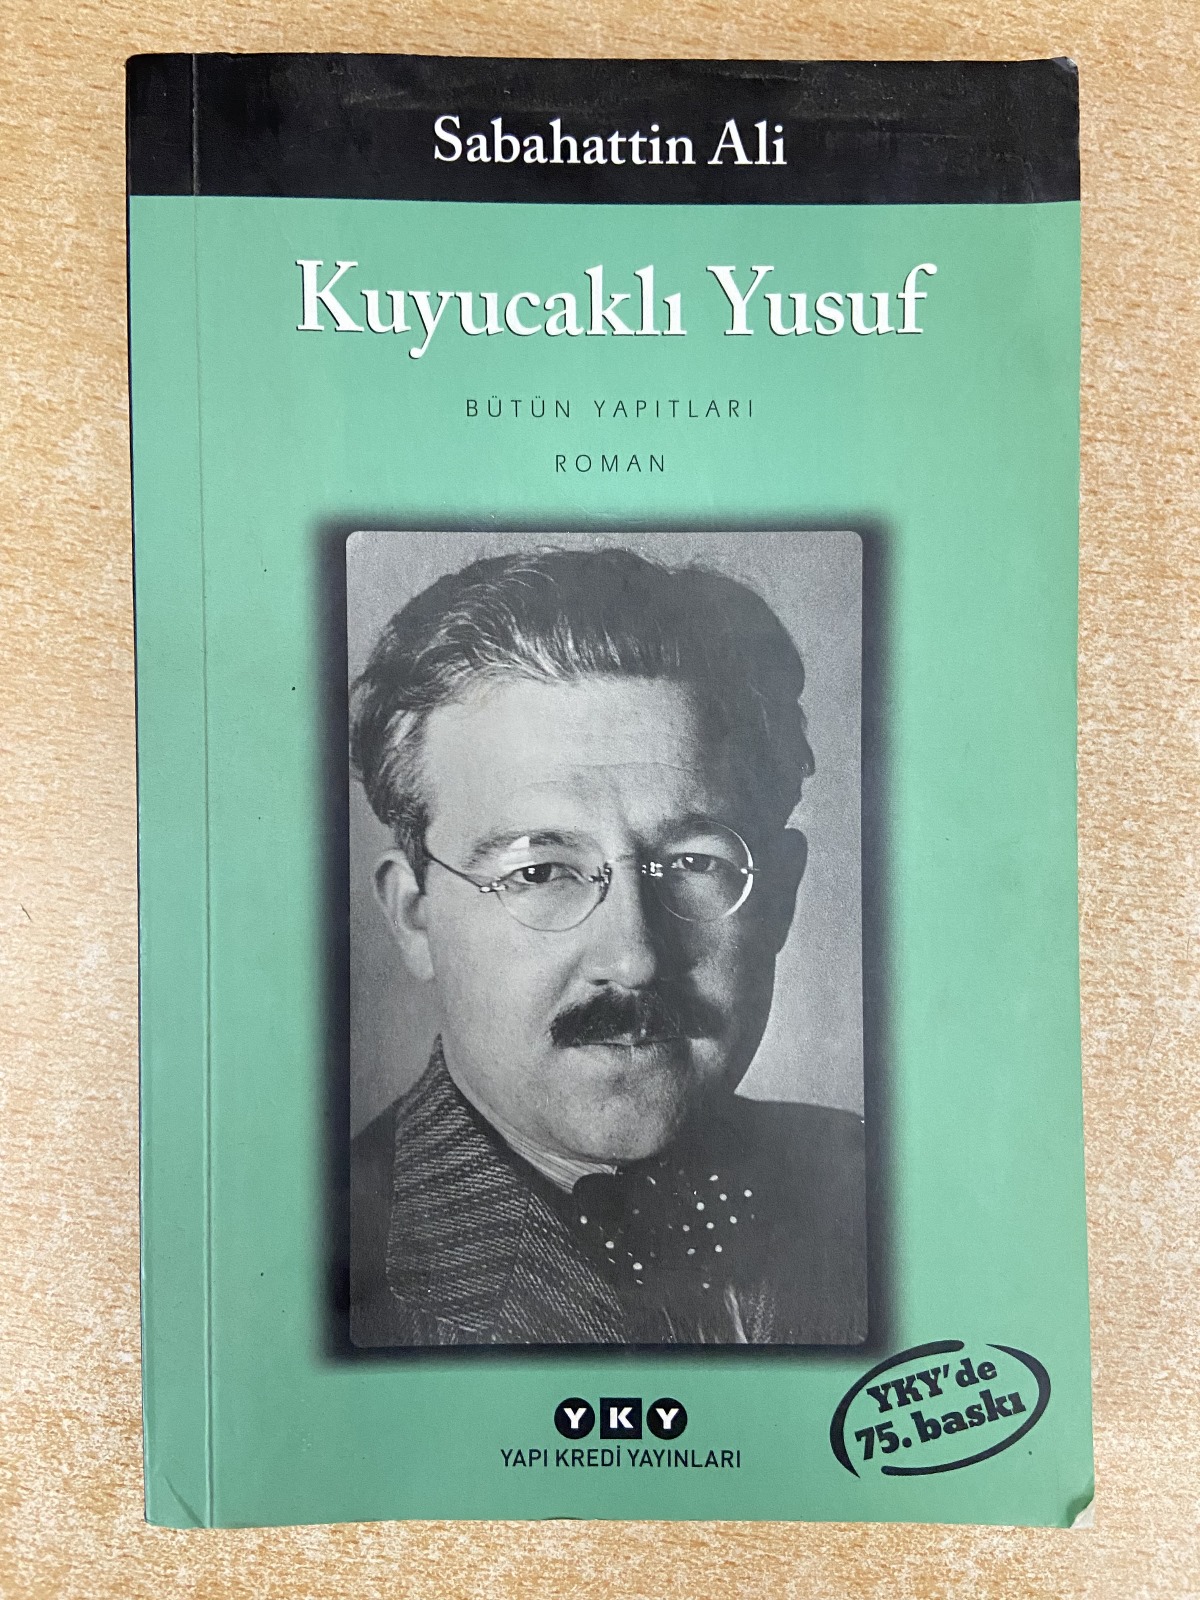 Sabahattin Ali
Kuyucaklı Yusuf
BÜTÜN YAPITLARI
ROMAN
YKY
YAPI KREDİ YAYINLARI
YKY'de
75. baskı